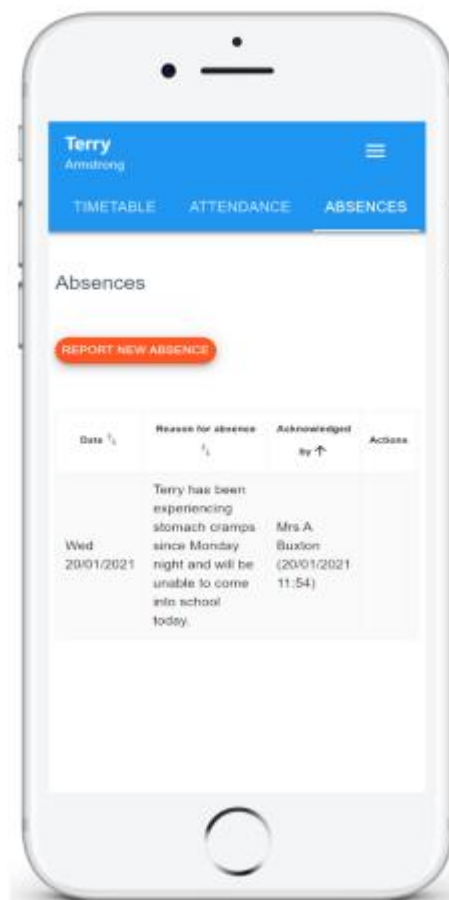 Terry
Armstrong
TIMETABLE ATTENDANCE ABSENCES
Absences
REPORT NEW ABSENCE
Date Reason for absence Acknowledged by Actions
Wed
20/01/2021
Terry has been
experiencing
stomach cramps
since Monday
night and will be
unable to come
into school
today.
Mrs A
Buxton
(20/01/2021
11:54)